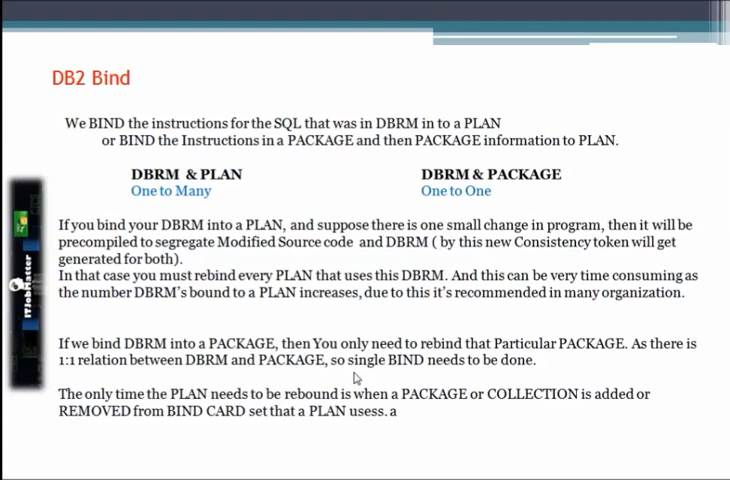 DB2 Bind
We BIND the instructions for the SQL that was in DBRM in to a PLAN
or BIND the Instructions in a PACKAGE and then PACKAGE information to PLAN.
DBRM & PLAN
One to Many
DBRM & PACKAGE
One to One
If you bind your DBRM into a PLAN, and suppose there is one small change in program, then it will be
precompiled to segregate Modified Source code and DBRM ( by this new Consistency token will get
generated for both).
In that case you must rebind every PLAN that uses this DBRM. And this can be very time consuming as
the number DBRM's bound to a PLAN increases, due to this it's recommended in many organization.
If we bind DBRM into a PACKAGE, then You only need to rebind that Particular PACKAGE. As there is
1:1 relation between DBRM and PACKAGE, so single BIND needs to be done.
The only time the PLAN needs to be rebound is when a PACKAGE or COLLECTION is added or
REMOVED from BIND CARD set that a PLAN usess. a
ITJobMatter